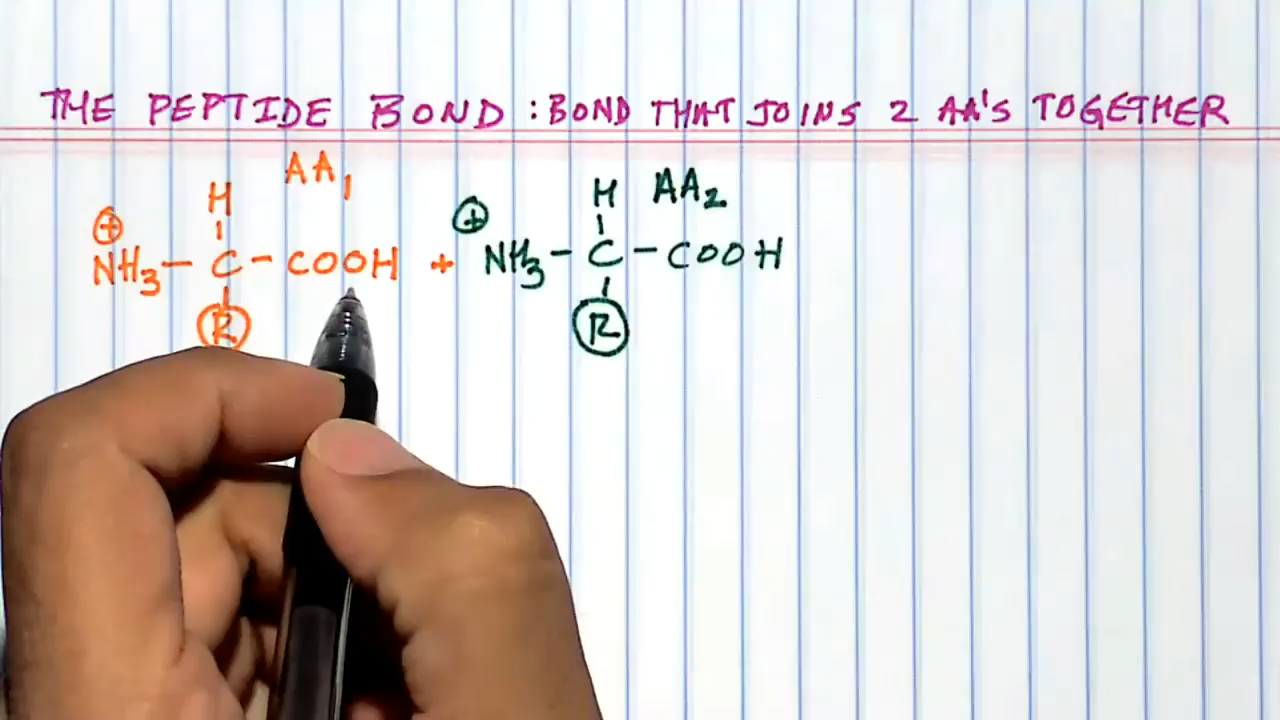 THE PEPTIDE BOND : BOND THAT JOINS 2 AA'S TOGETHER
AA1 AA2
H H
+ +
NH3 – C – COOH + NH3 – C – COOH
R R